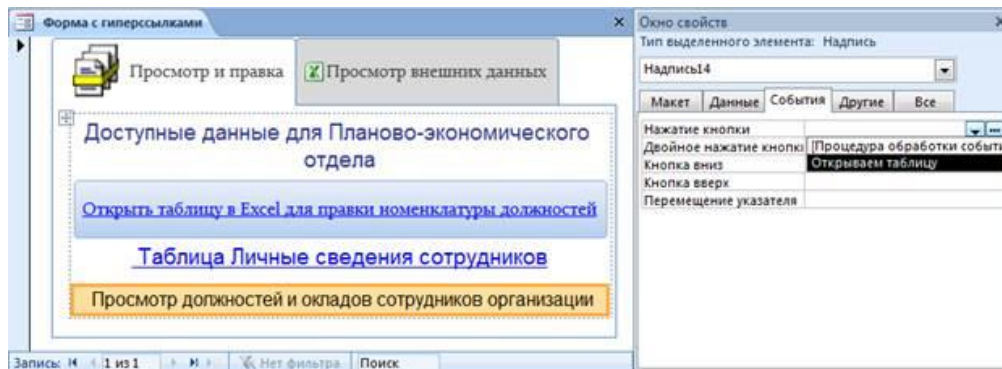 Форма с гиперссылками
Просмотр и правка
Просмотр внешних данных
Доступные данные для Планово-экономического
отдела
Открыть таблицу в Excel для правки номенклатуры должностей
Таблица Личные сведения сотрудников
Просмотр должностей и окладов сотрудников организации
Запись: 1 из 1 Нет фильтра Поиск
Окно свойств
Тип выделенного элемента: Надпись
Надпись14
Макет Данные События Другие Все
Нажатие кнопки
Двойное нажатие кнопки [Процедура обработки событи
Кнопка вниз Открываем таблицу
Кнопка вверх
Перемещение указателя